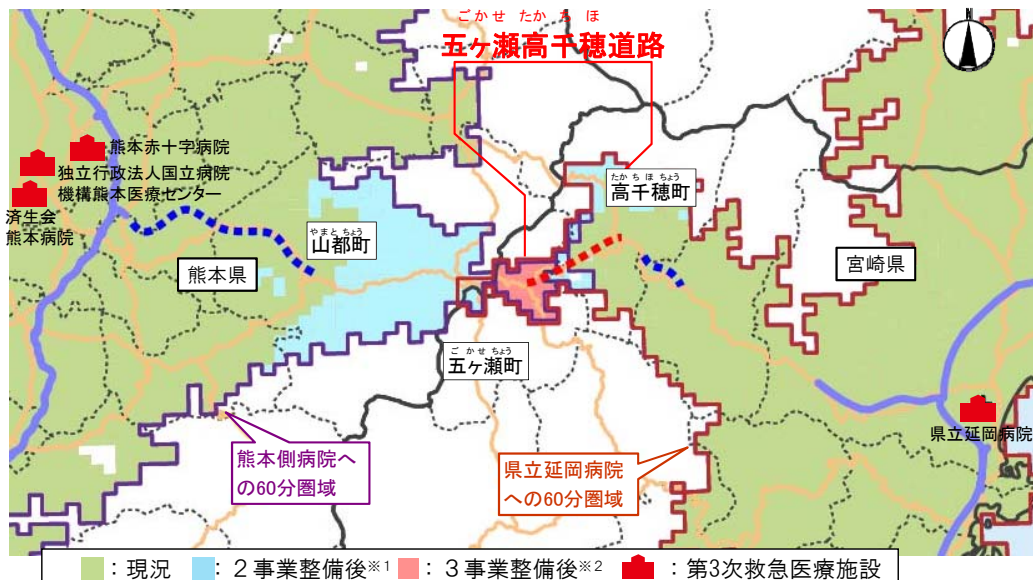 ごかせ たか ち ほ
五ヶ瀬高千穂道路
熊本赤十字病院
独立行政法人国立病院
機構熊本医療センター
済生会
熊本病院
やまとちょう
山都町
たかちほちょう
高千穂町
熊本県
宮崎県
ごかせちょう
五ヶ瀬町
県立延岡病院
熊本側病院へ
の60分圏域
県立延岡病院
への60分圏域
:現況 :2事業整備後※1 :3事業整備後※2 :第3次救急医療施設